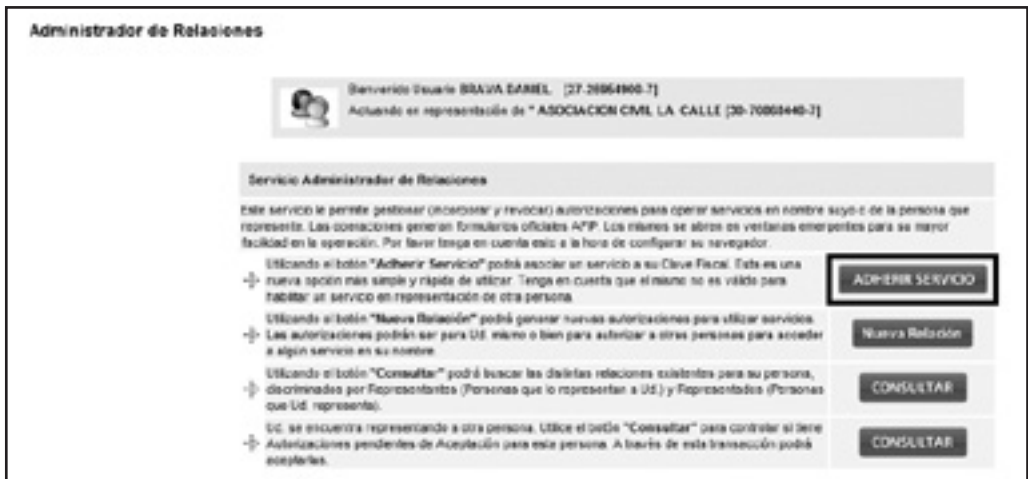 Administrador de Relaciones
Bienvenido Usuario BRAVA DANIEL
Actuando en representación de * ASOCIACION CIVIL LA CALLE
Servicio Administrador de Relaciones
Este servicio le permite gestionar (incorporar y revocar) autorizaciones para operar servicios en nombre suyo o de la persona que
represente. Las operaciones generan formularios oficiales AFIP. Los mismos se abren en ventanas emergentes para su mayor
facilidad en la operación. Por favor tenga en cuenta esto a la hora de configurar su navegador.
Utilizando el botón "Adherir Servicio" podrá asociar un servicio a su Clave Fiscal. Esta es una
nueva opción más simple y rápida de utilizar. Tenga en cuenta que el mismo no es válido para
habilitar un servicio en representación de otra persona.
ADHERIR SERVICIO
Utilizando el botón "Nueva Relación" podrá generar nuevas autorizaciones para utilizar servicios.
Las autorizaciones podrán ser para Ud. mismo o bien para autorizar a otras personas para acceder
a algún servicio en su nombre.
Nueva Relación
Utilizando el botón "Consultar" podrá buscar las distintas relaciones existentes para su persona,
discriminadas por Representantes (Personas que lo representan a Ud.) y Representados (Personas
que Ud. representa).
CONSULTAR
Ud. se encuentra representando a otra persona. Utilice el botón "Consultar" para controlar si tiene
Autorizaciones pendientes de Aceptación para esta persona. A través de esta transacción podrá
aceptarlas.
CONSULTAR